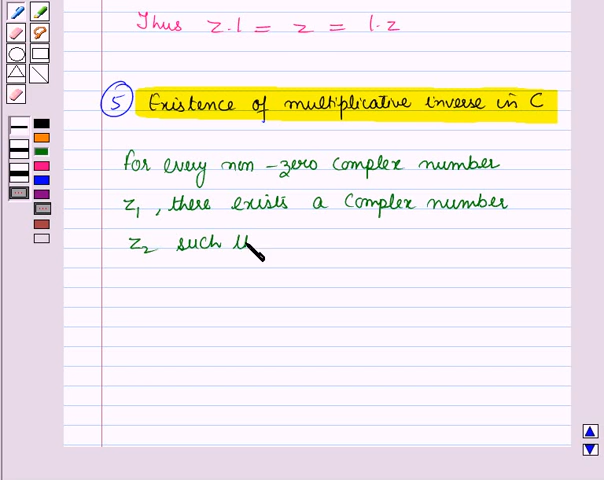 Thus z.1 = z = 1.z
5 Existence of multiplicative inverse in C
for every non-zero complex number
z₁, there exists a complex number
z₂ such